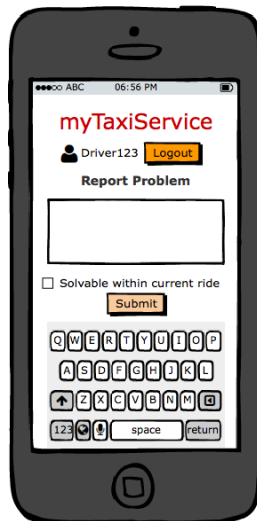 ABC 06:56 PM
myTaxiService
Driver123 Logout
Report Problem
Solvable within current ride
Submit
Q W E R T Y U I O P
A S D F G H J K L
Z X C V B N M
123 space return